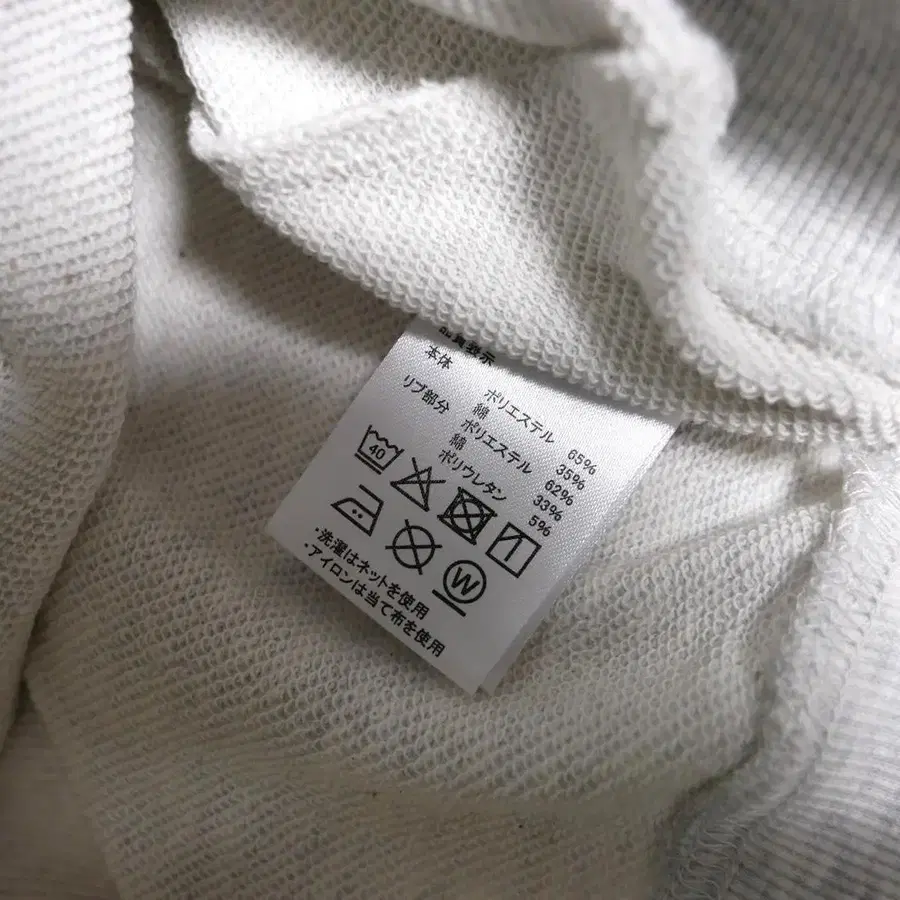 品質表示
本体 ポリエステル 65%
綿 35%
リブ部分 ポリエステル 62%
綿 33%
ポリウレタン 5%
40
W
・洗濯はネットを使用
・アイロンは当て布を使用